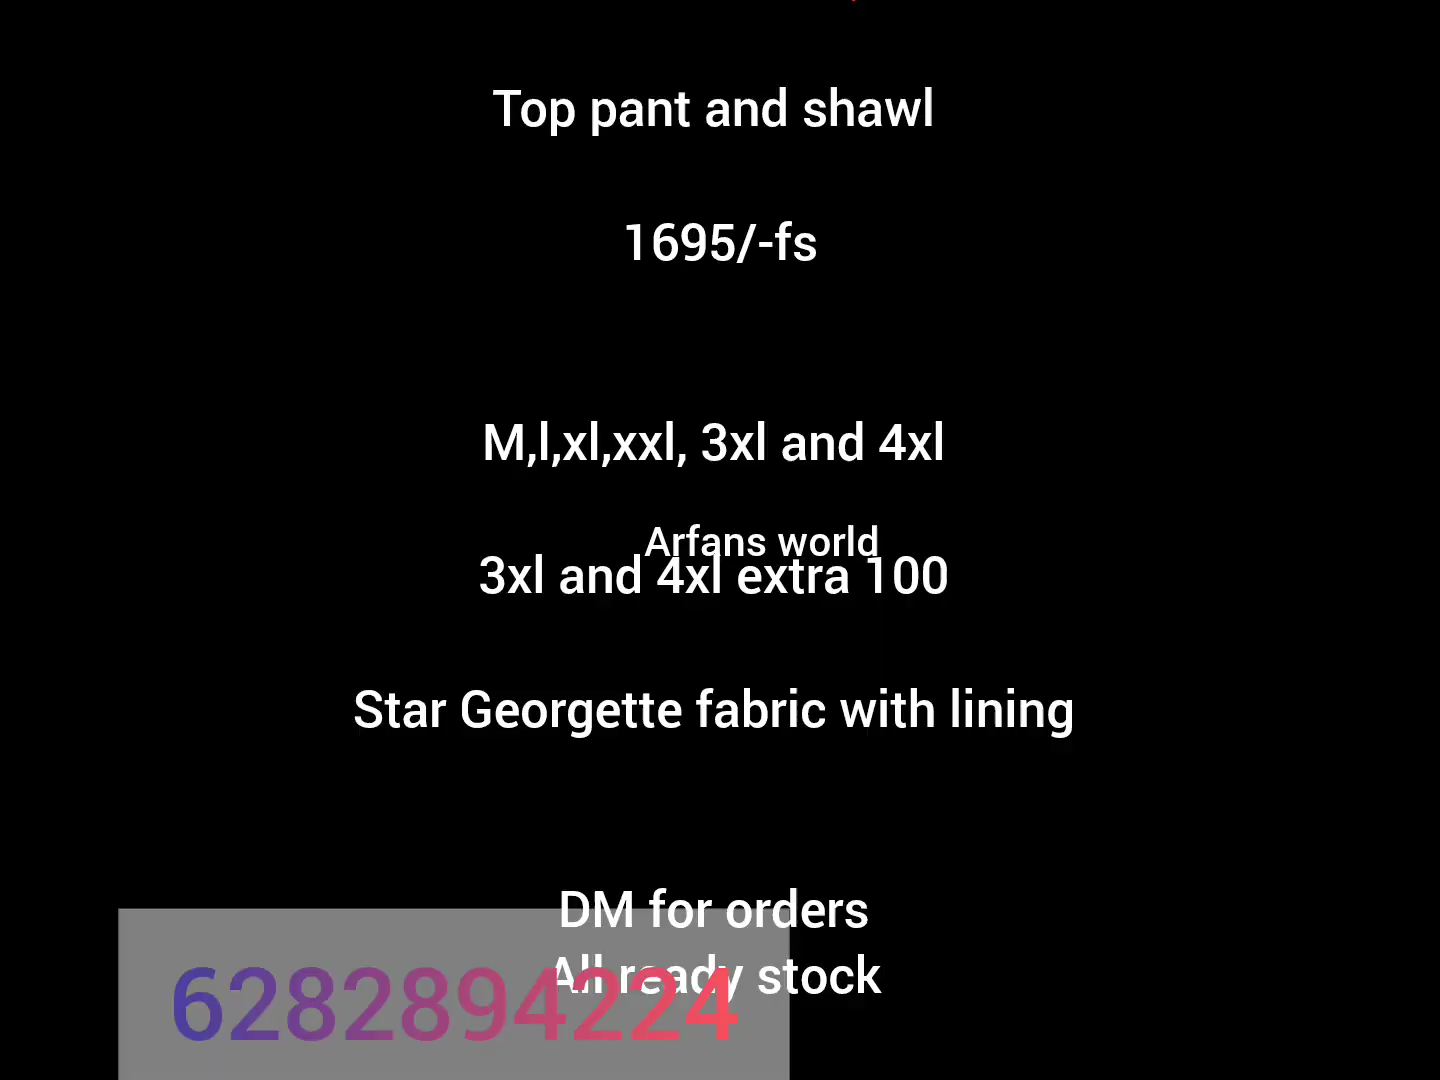 Top pant and shawl
1695/-fs
M,l,xl,xxl, 3xl and 4xl
Arfans world
3xl and 4xl extra 100
Star Georgette fabric with lining
DM for orders
All ready stock
6282894224